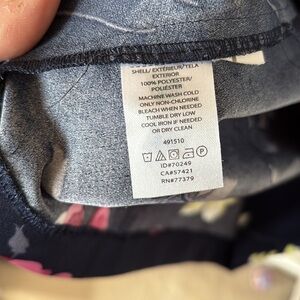 SHELL/EXTÉRIEUR/TELA
EXTERIOR
100% POLYESTER/
POLIÉSTER
MACHINE WASH COLD
ONLY NON-CHLORINE
BLEACH WHEN NEEDED
TUMBLE DRY LOW
COOL IRON IF NEEDED
OR DRY CLEAN
491510
P
ID#70249
CA#57421
RN#77379